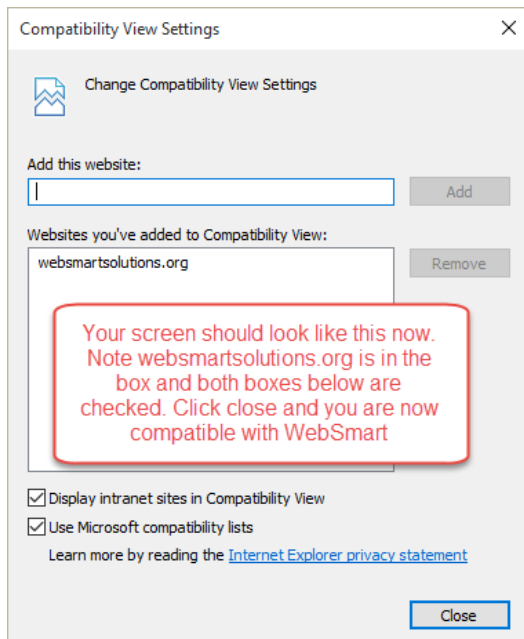 Compatibility View Settings
Change Compatibility View Settings
Add this website:
Add
Websites you've added to Compatibility View:
websmartsolutions.org
Remove
Your screen should look like this now.
Note websmartsolutions.org is in the
box and both boxes below are
checked. Click close and you are now
compatible with WebSmart
Display intranet sites in Compatibility View
Use Microsoft compatibility lists
Learn more by reading the Internet Explorer privacy statement
Close